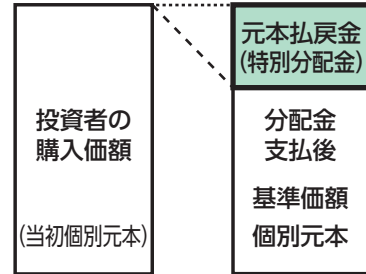 投資者の
購入価額
(当初個別元本)
元本払戻金
(特別分配金)
分配金
支払後
基準価額
個別元本